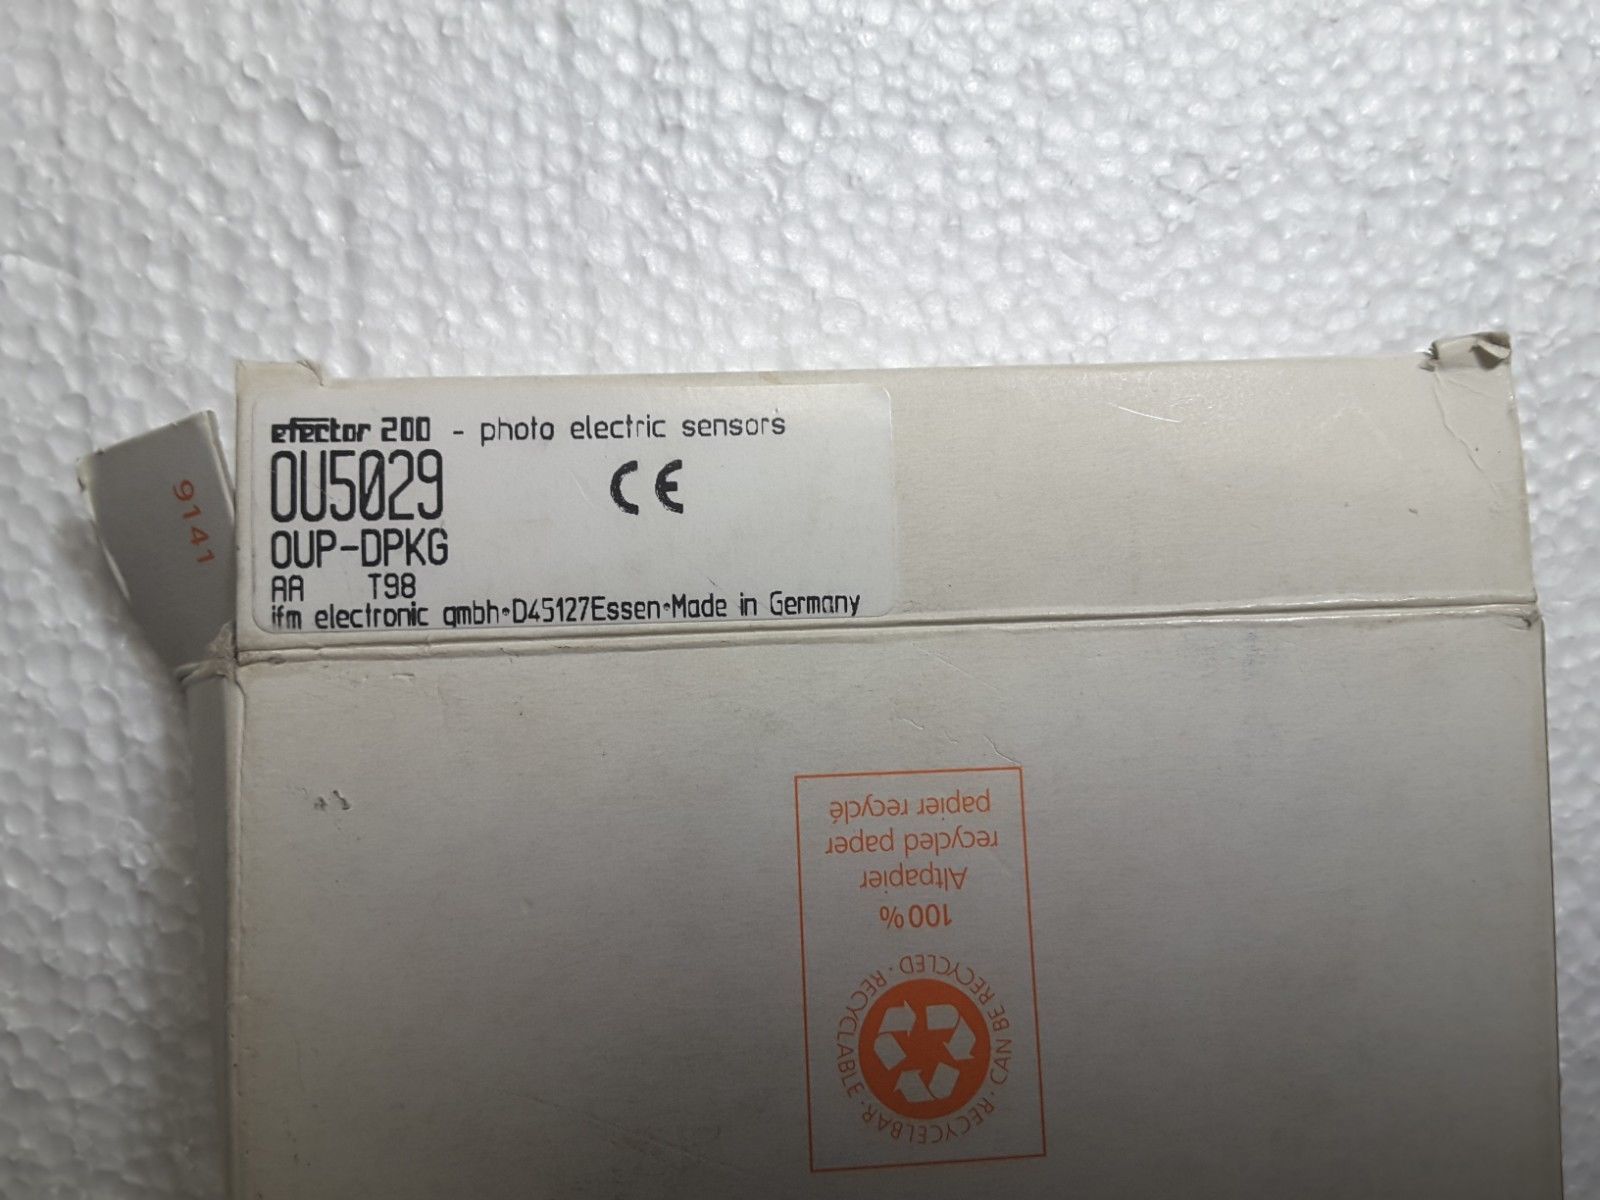 efector 200 - photo electric sensors
OU5029
CE
OUP-DPKG
AA T98
ifm electronic gmbh•D45127Essen•Made in Germany
9141
papier recyclé
recycled paper
Altpapier
100%
RECYCLABLE · RECYCLED · CAN BE RECYCLED · RECYCELBAR ·